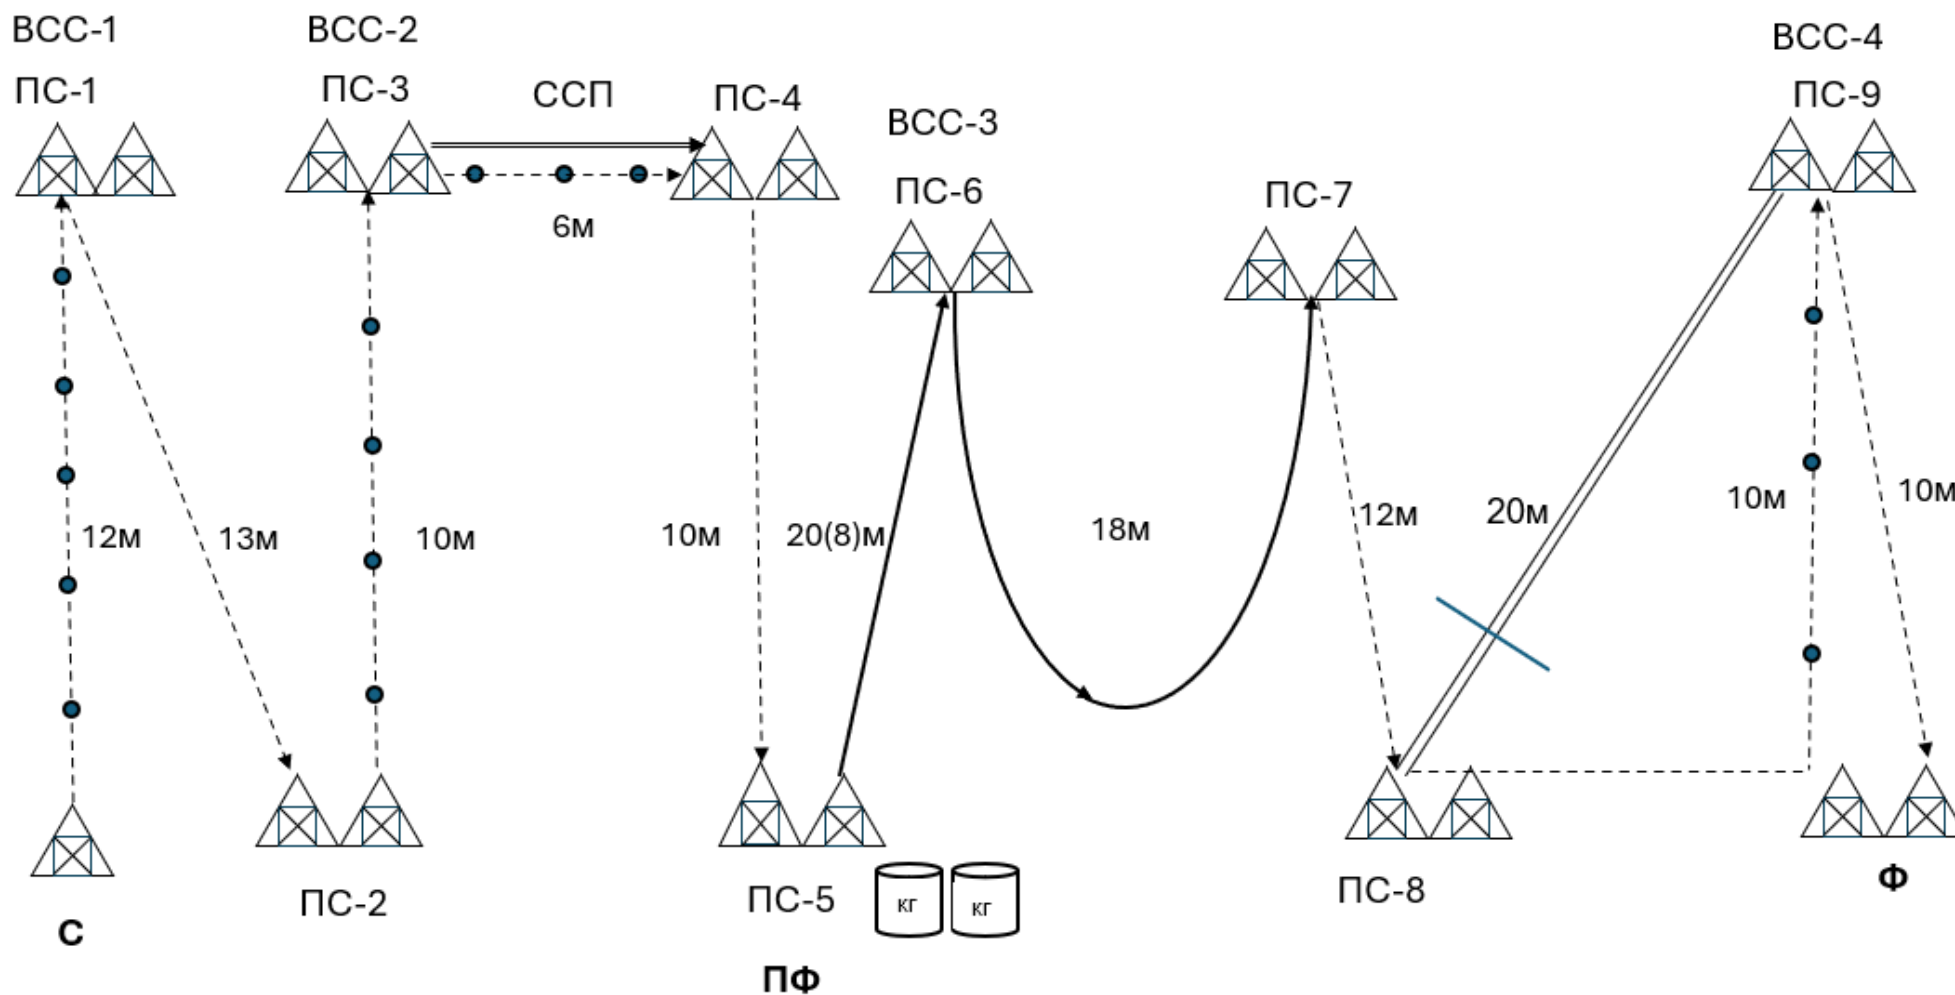 ВСС-1
ВСС-2
ВСС-4
ПС-1
ПС-3
ССП
ПС-4
ПС-9
ВСС-3
ПС-6
ПС-7
6м
12м
13м
10м
10м
20(8)м
18м
12м
20м
10м
10м
ПС-2
ПС-5
кг
кг
ПС-8
Ф
С
ПФ